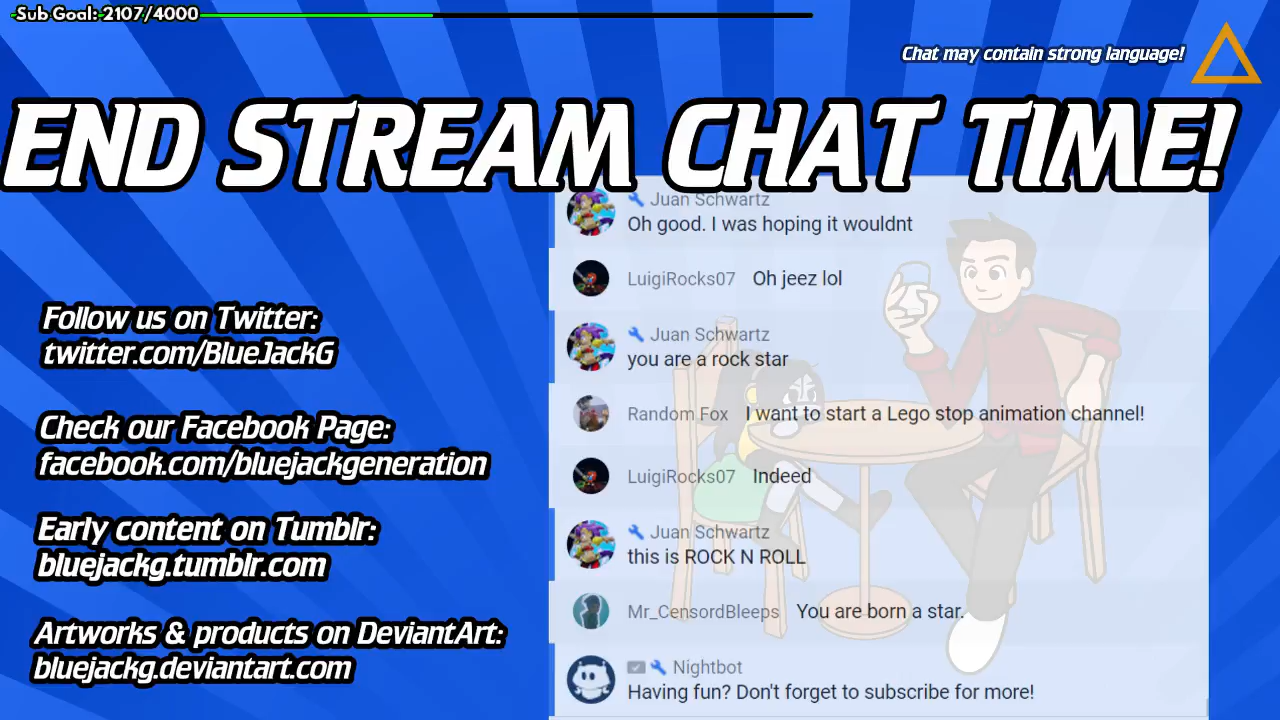 Sub Goal: 2107/4000
Chat may contain strong language!
END STREAM CHAT TIME!
Follow us on Twitter:
twitter.com/BlueJackG
Check our Facebook Page:
facebook.com/bluejackgeneration
Early content on Tumblr:
bluejackg.tumblr.com
Artworks & products on DeviantArt:
bluejackg.deviantart.com
Juan Schwartz
Oh good. I was hoping it wouldnt
LuigiRocks07 Oh jeez lol
Juan Schwartz
you are a rock star
Random Fox I want to start a Lego stop animation channel!
LuigiRocks07 Indeed
Juan Schwartz
this is ROCK N ROLL
Mr_CensordBleeps You are born a star.
Nightbot
Having fun? Don't forget to subscribe for more!